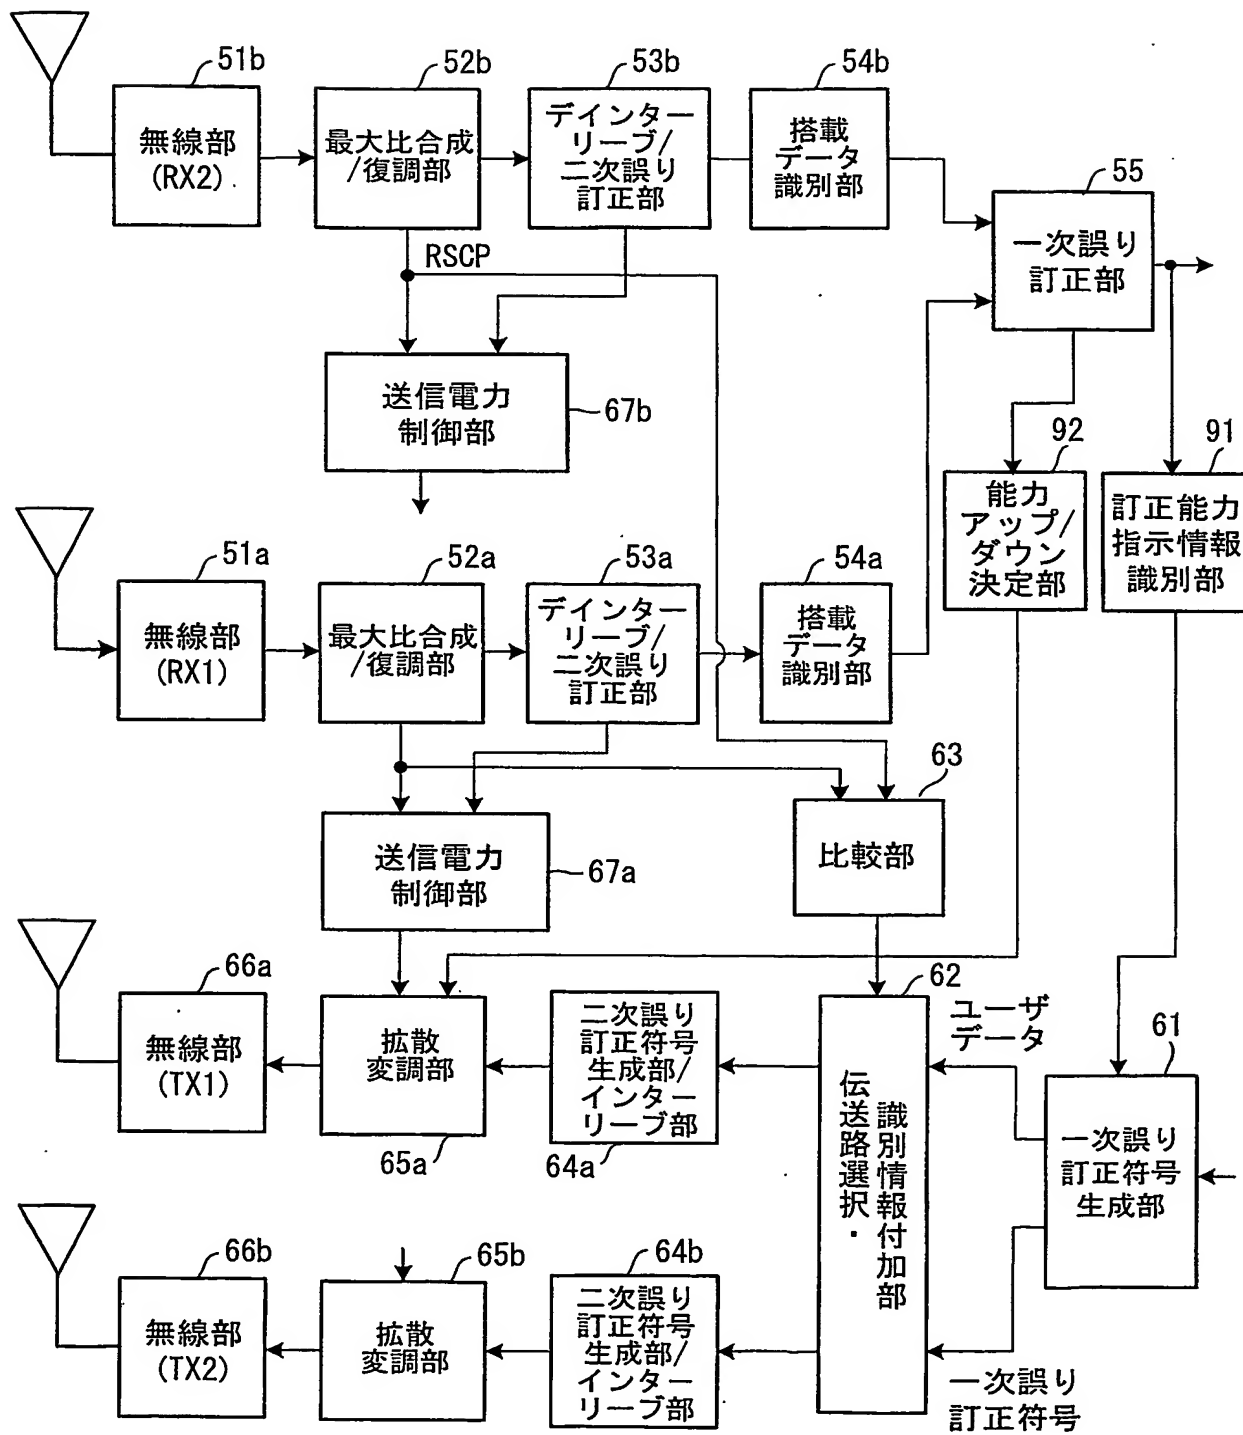 51b
無線部
(RX2)
52b
最大比合成
/復調部
53b
デインター
リーブ/
二次誤り
訂正部
54b
搭載
データ
識別部
55
一次誤り
訂正部
RSCP
送信電力
制御部
67b
92
能力
アップ/
ダウン
決定部
91
訂正能力
指示情報
識別部
51a
無線部
(RX1)
52a
最大比合成
/復調部
53a
デインター
リーブ/
二次誤り
訂正部
54a
搭載
データ
識別部
63
比較部
送信電力
制御部
67a
66a
無線部
(TX1)
拡散
変調部
65a
二次誤り
訂正符号
生成部/
インター
リーブ部
64a
62
伝送路選択・
識別情報付加部
ユーザ
データ
61
一次誤り
訂正符号
生成部
66b
無線部
(TX2)
65b
拡散
変調部
64b
二次誤り
訂正符号
生成部/
インター
リーブ部
一次誤り
訂正符号